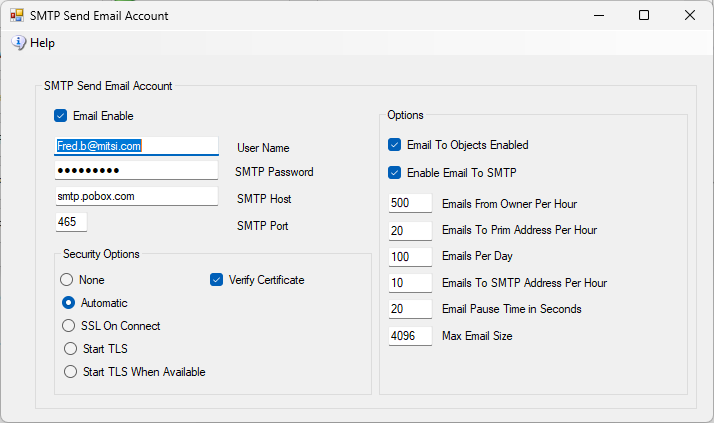 SMTP Send Email Account
Help
SMTP Send Email Account
Email Enable
Fred.b@mitsi.com User Name
●●●●●●●●● SMTP Password
smtp.pobox.com SMTP Host
465 SMTP Port
Security Options
None Verify Certificate
Automatic
SSL On Connect
Start TLS
Start TLS When Available
Options
Email To Objects Enabled
Enable Email To SMTP
500 Emails From Owner Per Hour
20 Emails To Prim Address Per Hour
100 Emails Per Day
10 Emails To SMTP Address Per Hour
20 Email Pause Time in Seconds
4096 Max Email Size